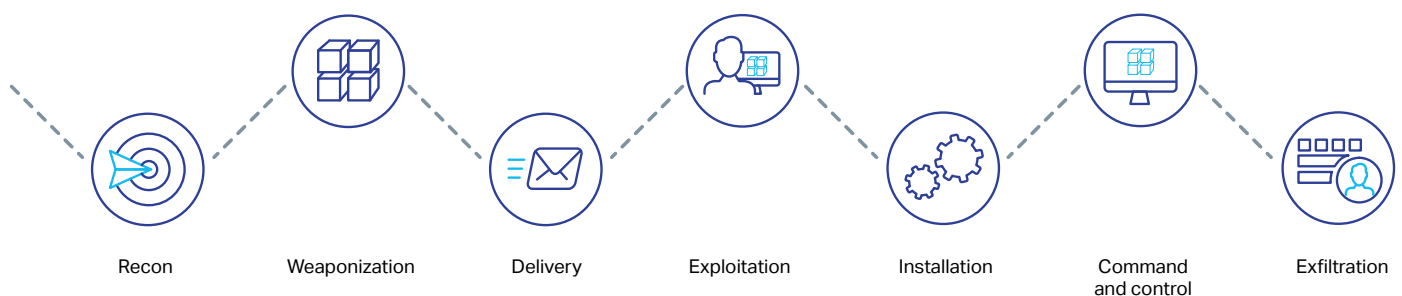 Recon
Weaponization
Delivery
Exploitation
Installation
Command
and control
Exfiltration